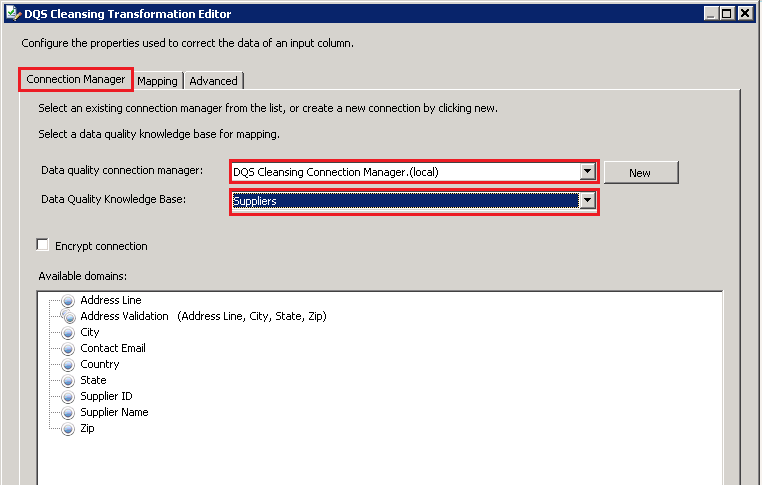 DQS Cleansing Transformation Editor
Configure the properties used to correct the data of an input column.
Connection Manager Mapping Advanced
Select an existing connection manager from the list, or create a new connection by clicking new.
Select a data quality knowledge base for mapping.
Data quality connection manager: DQS Cleansing Connection Manager.(local) New
Data Quality Knowledge Base: Suppliers
Encrypt connection
Available domains:
Address Line
Address Validation (Address Line, City, State, Zip)
City
Contact Email
Country
State
Supplier ID
Supplier Name
Zip